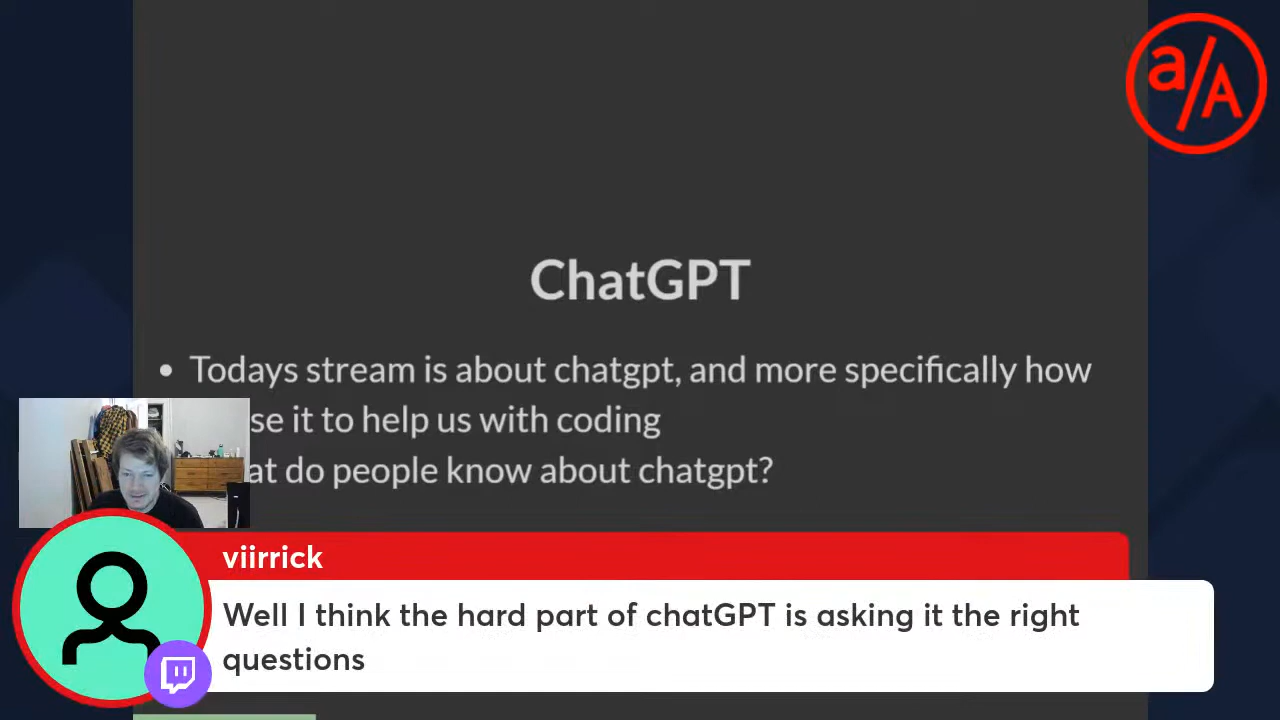 a/A
ChatGPT
• Todays stream is about chatgpt, and more specifically how
se it to help us with coding
at do people know about chatgpt?
viirrick
Well I think the hard part of chatGPT is asking it the right
questions